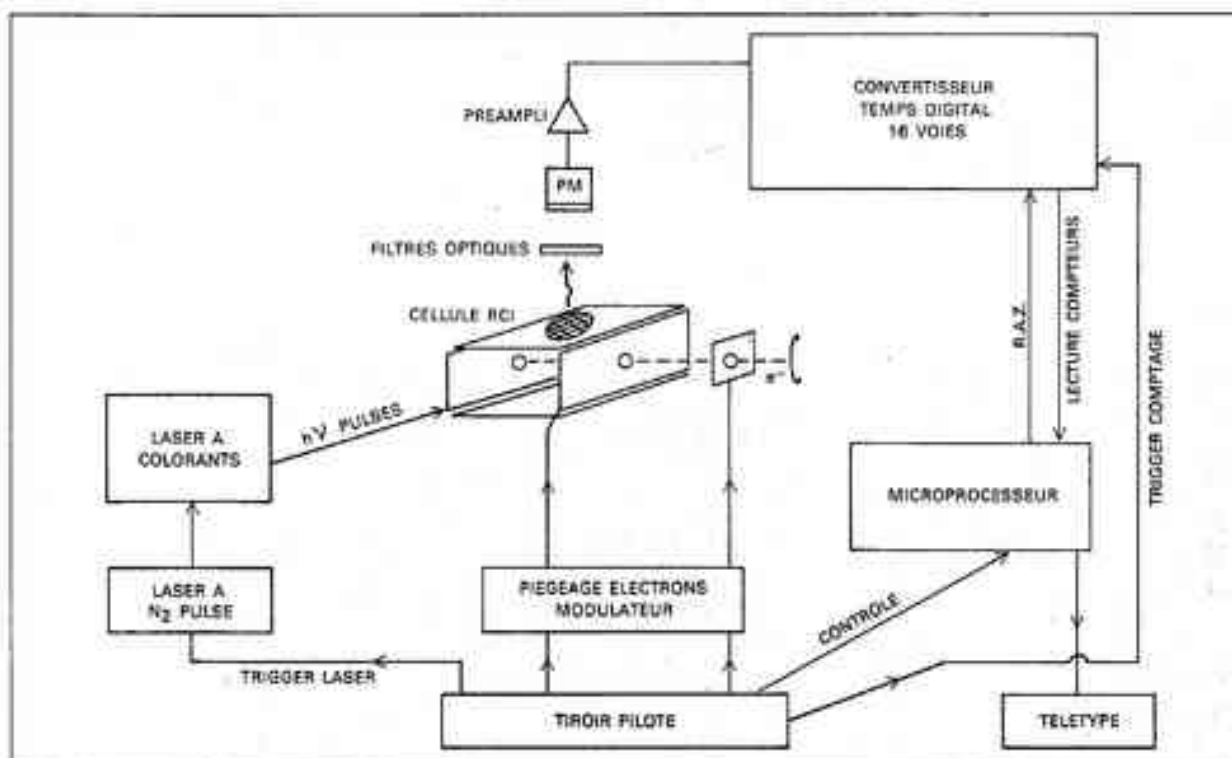 CONVERTISSEUR
TEMPS DIGITAL
16 VOIES
PREAMPLI
PM
FILTRES OPTIQUES
CELLULE RCI
e⁻
R.A.Z.
LECTURE COMPTEURS
TRIGGER COMPTAGE
LASER A
COLORANTS
hν PULSES
MICROPROCESSEUR
LASER A
N₂ PULSE
PIEGEAGE ELECTRONS
MODULATEUR
CONTROLE
TRIGGER LASER
TIROIR PILOTE
TELETYPE